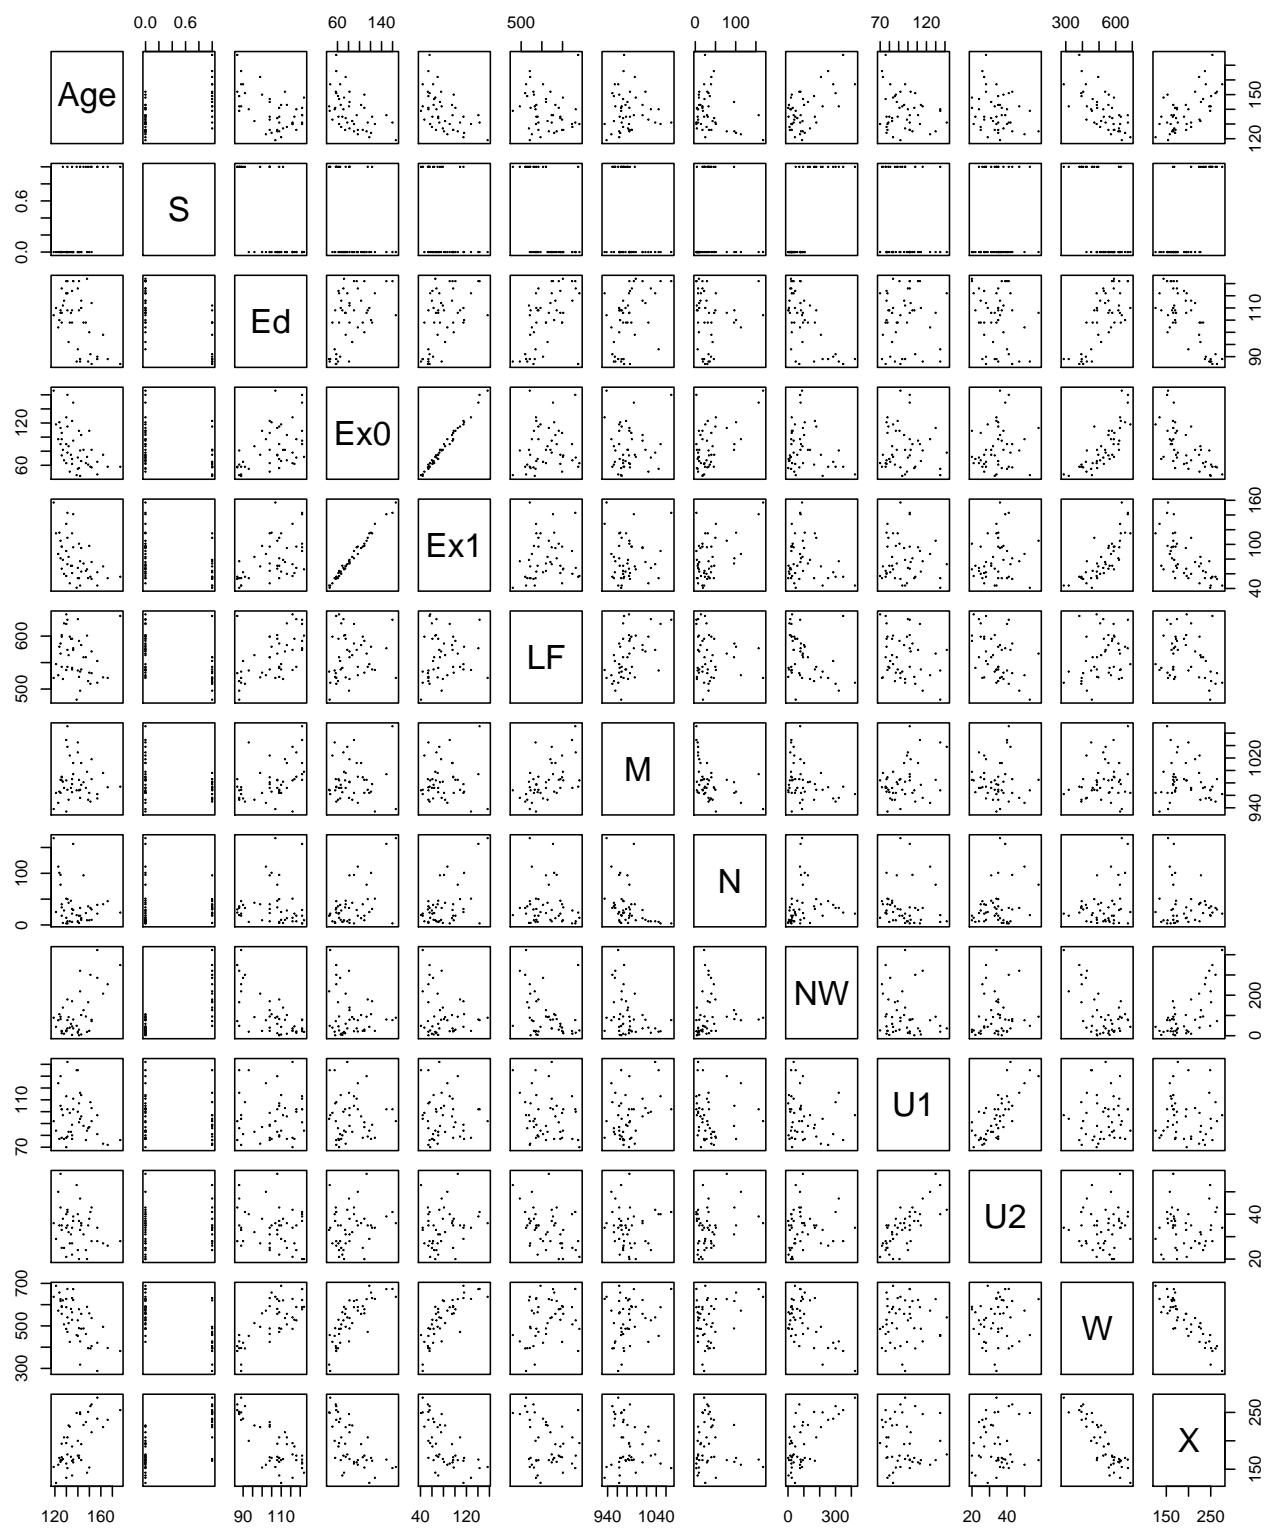 0.0 0.6 60 140 500 0 100 70 120 300 600
Age 120 150
0.0 0.6 S
Ed 90 110
60 120 Ex0
Ex1 40 100 160
500 600 LF
M 940 1020
0 100 N
NW 0 200
70 110 U1
U2 20 40
300 500 700 W
X 150 250
120 160 90 110 40 120 940 1040 0 300 20 40 150 250